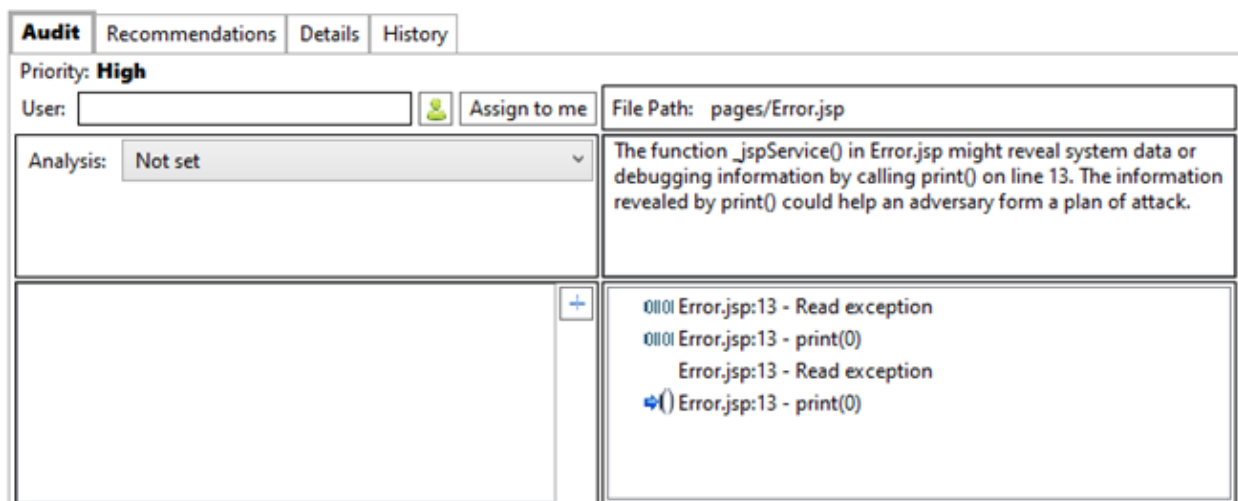 Audit Recommendations Details History
Priority: High
User: Assign to me
File Path: pages/Error.jsp
Analysis: Not set
The function _jspService() in Error.jsp might reveal system data or
debugging information by calling print() on line 13. The information
revealed by print() could help an adversary form a plan of attack.
Error.jsp:13 - Read exception
Error.jsp:13 - print(0)
Error.jsp:13 - Read exception
Error.jsp:13 - print(0)